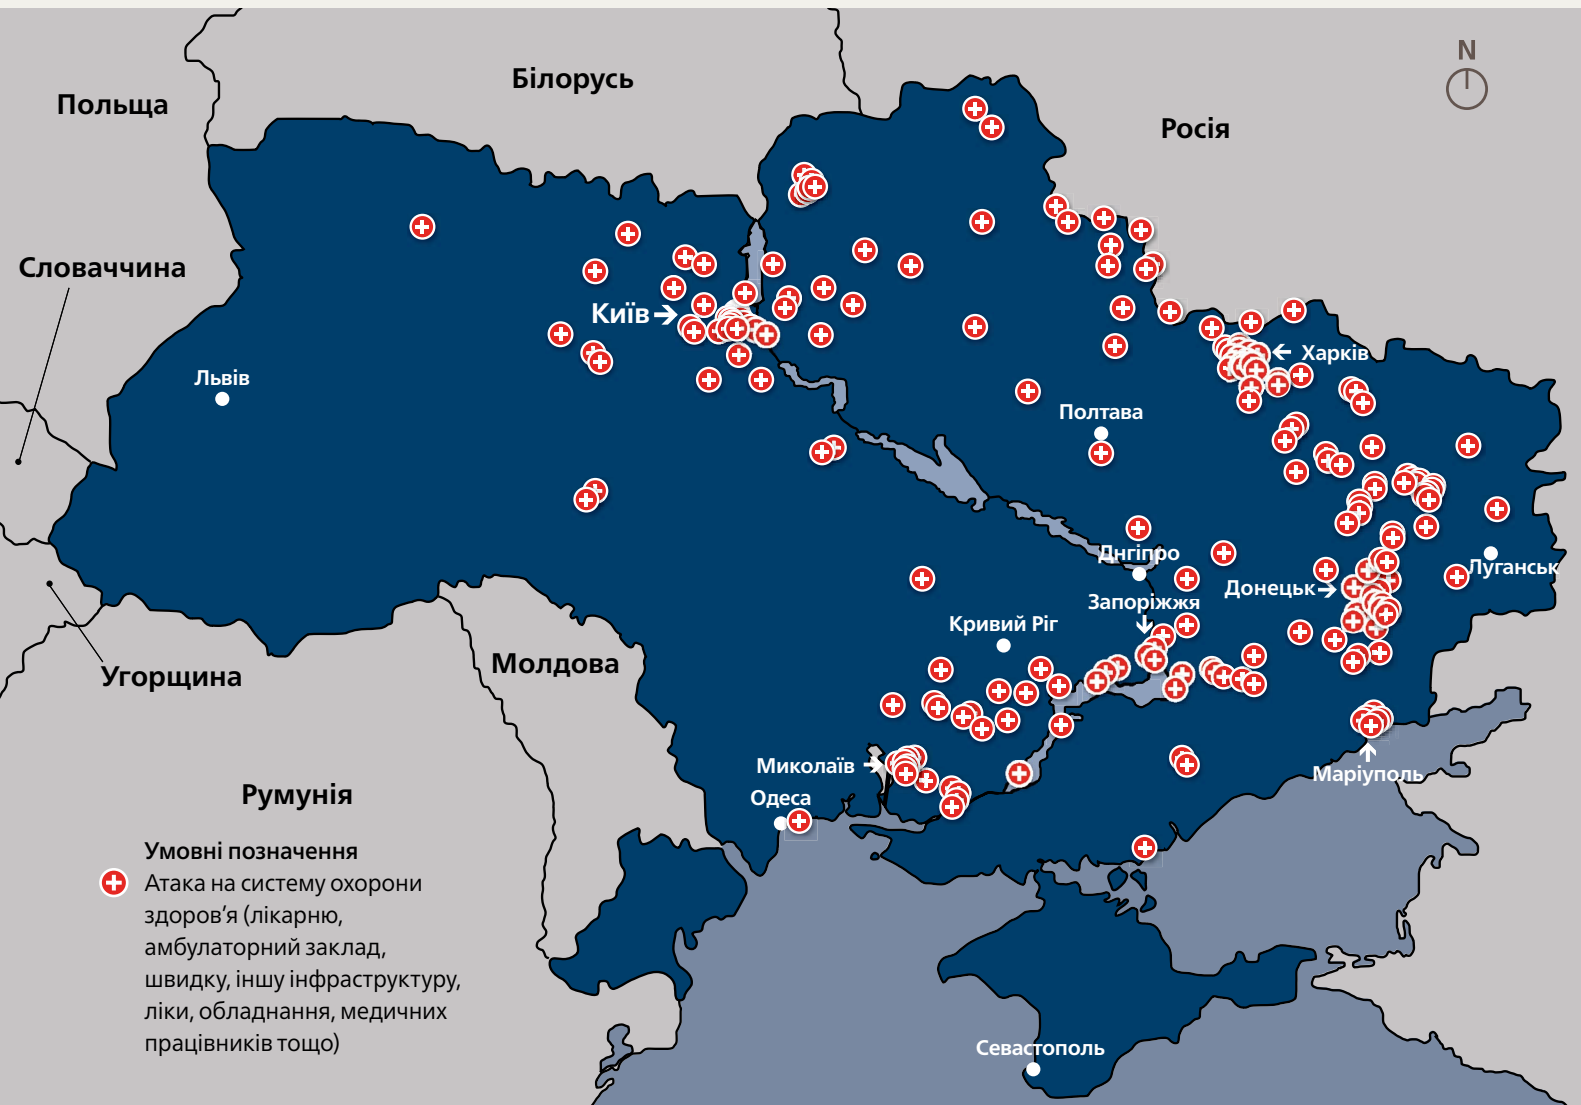 N
Білорусь
Польща
Росія
Словаччина
Київ
Харків
Львів
Полтава
Днгіпро
Луганськ
Донецьк
Запоріжжя
Кривий Ріг
Молдова
Угорщина
Миколаїв
Маріуполь
Румунія
Одеса
Умовні позначення
Атака на систему охорони
здоров’я (лікарню,
амбулаторний заклад,
швидку, іншу інфраструктуру,
ліки, обладнання, медичних
працівників тощо)
Севастополь